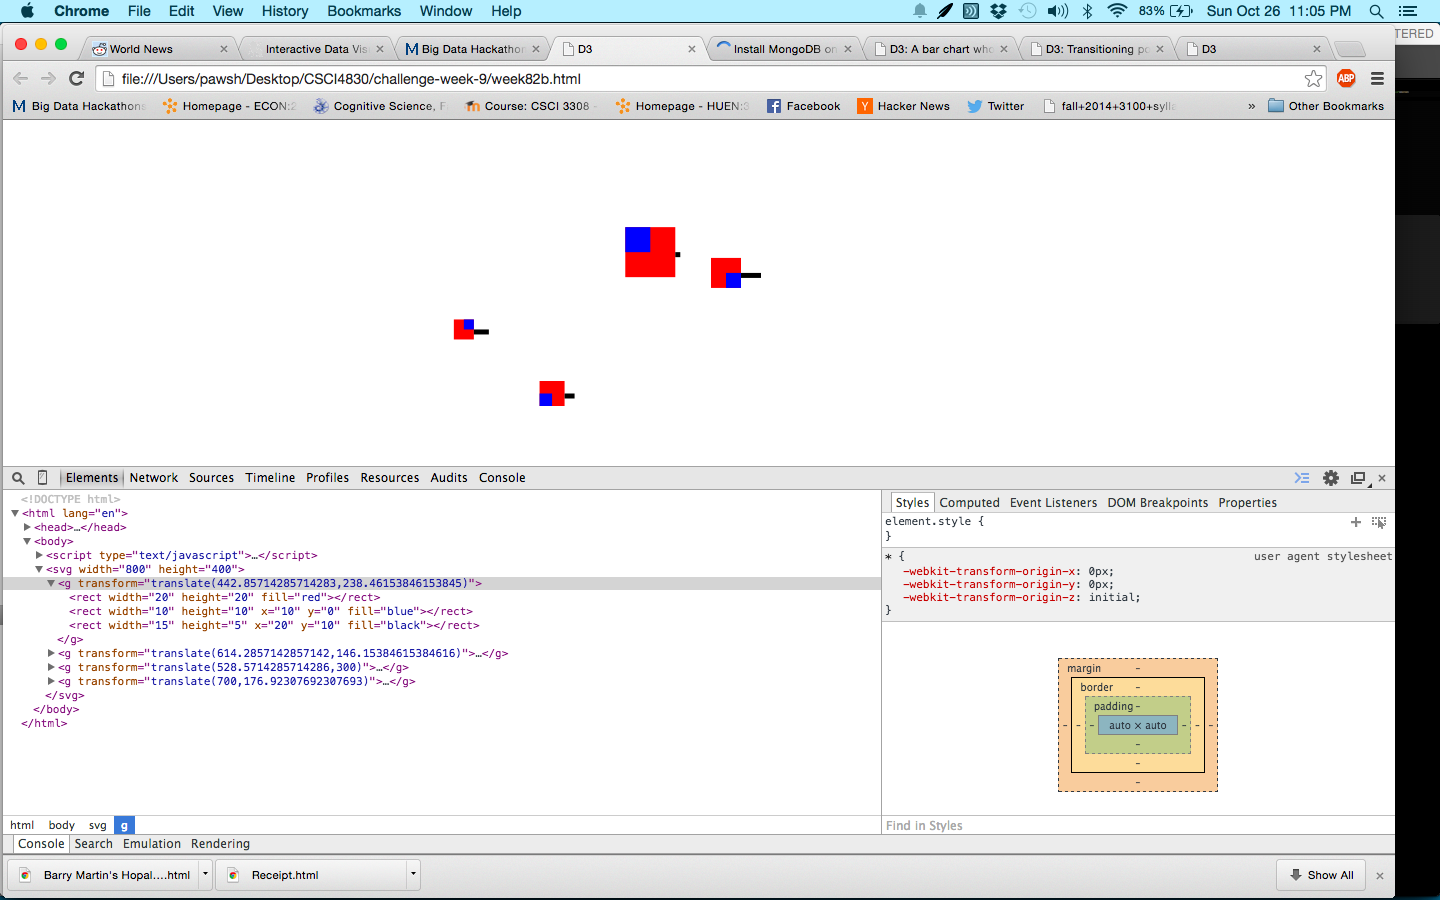 Chrome File Edit View History Bookmarks Window Help 83% Sun Oct 26 11:05 PM
World News Interactive Data Vis Big Data Hackathon D3 Install MongoDB on D3: A bar chart who D3: Transitioning po D3 TERED
file:///Users/pawsh/Desktop/CSCI4830/challenge-week-9/week82b.html ABP
Big Data Hackathons Homepage - ECON:2 Cognitive Science, F Course: CSCI 3308 - Homepage - HUEN:3 Facebook Hacker News Twitter fall+2014+3100+sylla » Other Bookmarks
Elements Network Sources Timeline Profiles Resources Audits Console
<!DOCTYPE html>
<html lang="en">
<head>…</head>
<body>
<script type="text/javascript">…</script>
<svg width="800" height="400">
<g transform="translate(442.85714285714283,238.46153846153845)">
<rect width="20" height="20" fill="red"></rect>
<rect width="10" height="10" x="10" y="0" fill="blue"></rect>
<rect width="15" height="5" x="20" y="10" fill="black"></rect>
</g>
<g transform="translate(614.2857142857142,146.15384615384616)">…</g>
<g transform="translate(528.5714285714286,300)">…</g>
<g transform="translate(700,176.92307692307693)">…</g>
</svg>
</body>
</html>
Styles Computed Event Listeners DOM Breakpoints Properties
element.style {
}
* { user agent stylesheet
-webkit-transform-origin-x: 0px;
-webkit-transform-origin-y: 0px;
-webkit-transform-origin-z: initial;
}
margin -
border -
padding -
- - - auto × auto - - -
-
-
-
html body svg g
Find in Styles
Console Search Emulation Rendering
Barry Martin's Hopal....html Receipt.html Show All